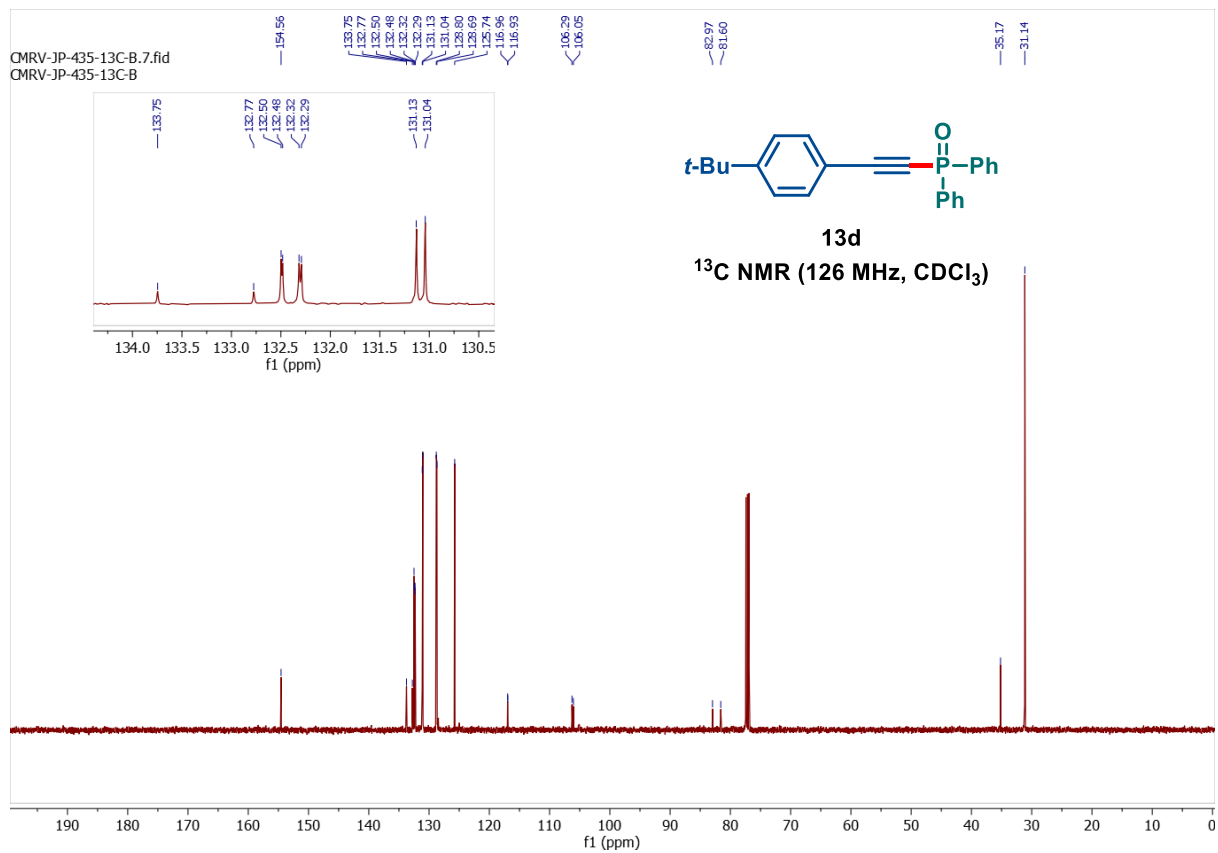 154.56
133.75
132.77
132.50
132.48
132.32
132.29
131.13
131.04
128.80
128.69
125.74
116.96
116.93
106.29
106.05
82.97
81.60
35.17
31.14
CMRV-JP-435-13C-B.7.fid
CMRV-JP-435-13C-B
133.75
132.77
132.50
132.48
132.32
132.29
131.13
131.04
134.0 133.5 133.0 132.5 132.0 131.5 131.0 130.5
f1 (ppm)
O
t-Bu P Ph
Ph
13d
¹³C NMR (126 MHz, CDCl₃)
190 180 170 160 150 140 130 120 110 100 90 80 70 60 50 40 30 20 10 0
f1 (ppm)